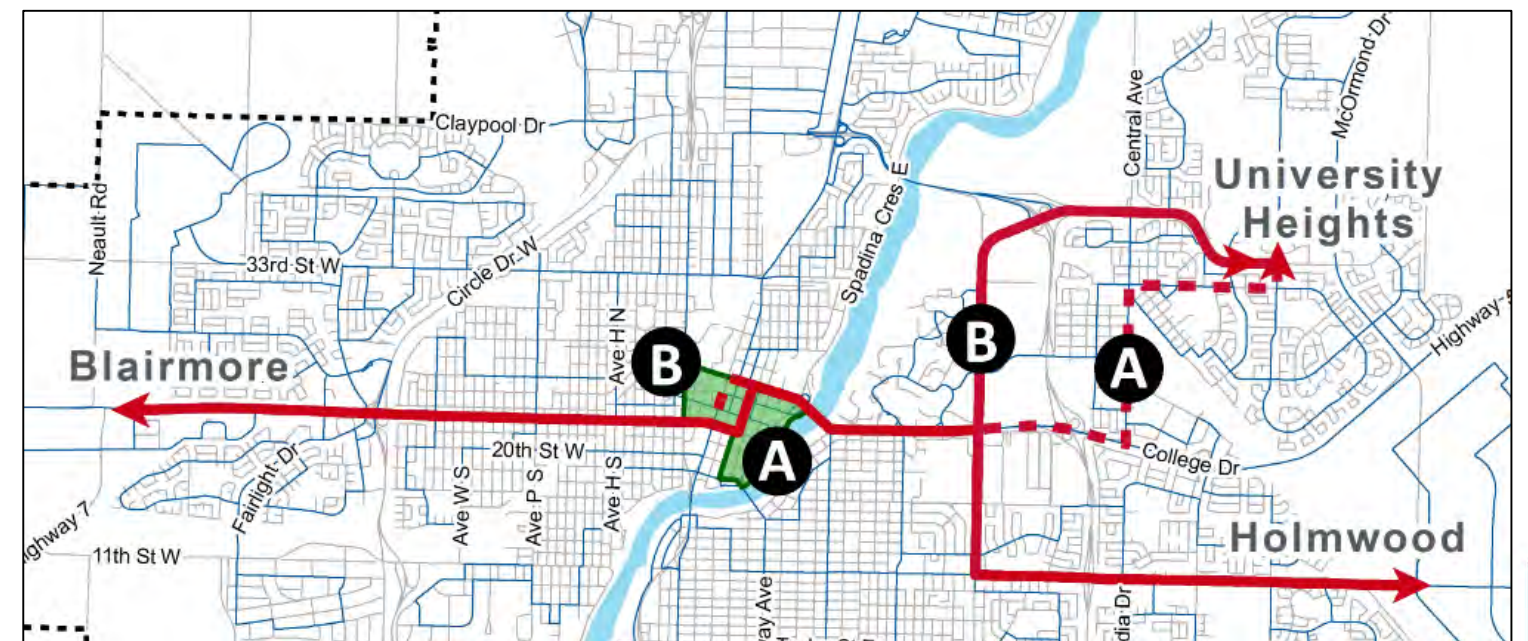 Claypool Dr
Neault Rd
33rd St W
Circle Dr W
Ave H N
Spadina Cres E
Central Ave
McOrmond Dr
University
Heights
B
B
A
Highway 5
Blairmore
20th St W
A
College Dr
Fairlight Dr
Ave W S
Ave P S
Ave H S
Highway 7
11th St W
Holmwood